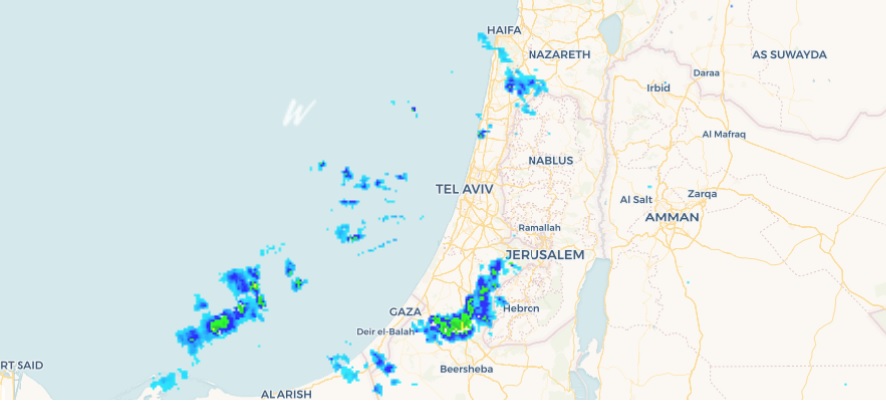 HAIFA
NAZARETH
AS SUWAYDA
Daraa
Irbid
W
Al Mafraq
NABLUS
TEL AVIV
Al Salt
Zarqa
AMMAN
Ramallah
JERUSALEM
Hebron
GAZA
Deir el-Balah
RT SAID
Beersheba
AL ARISH